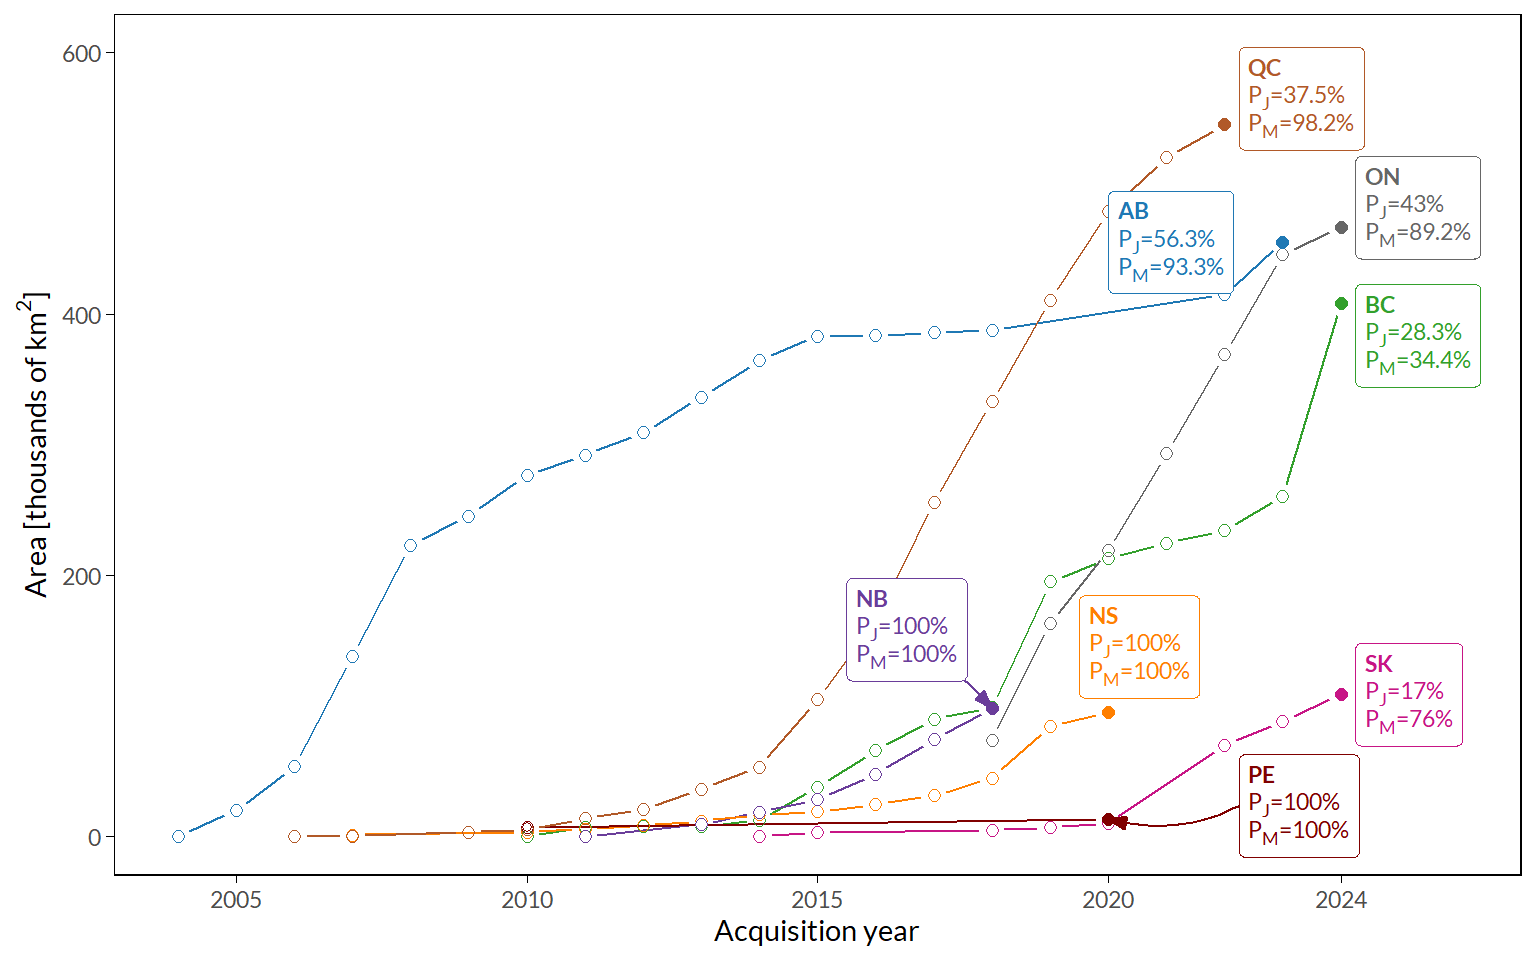 600
400
200
0
Area [thousands of km²]
QC
PJ=37.5%
PM=98.2%
ON
PJ=43%
PM=89.2%
AB
PJ=56.3%
PM=93.3%
BC
PJ=28.3%
PM=34.4%
NB
PJ=100%
PM=100%
NS
PJ=100%
PM=100%
SK
PJ=17%
PM=76%
PE
PJ=100%
PM=100%
2005 2010 2015 2020 2024
Acquisition year